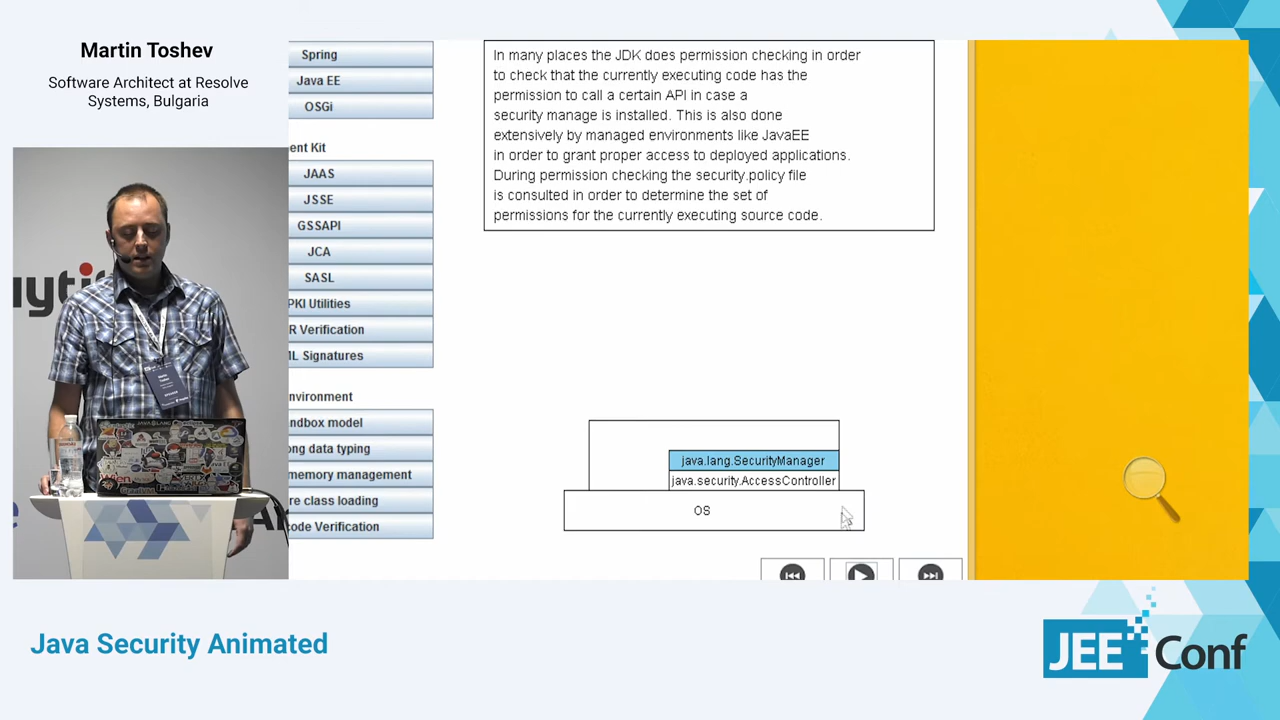 Martin Toshev
Software Architect at Resolve
Systems, Bulgaria
Spring
Java EE
OSGi
ent Kit
JAAS
JSSE
GSSAPI
JCA
SASL
PKI Utilities
R Verification
ML Signatures
nvironment
ndbox model
ong data typing
memory management
re class loading
code Verification
In many places the JDK does permission checking in order
to check that the currently executing code has the
permission to call a certain API in case a
security manage is installed. This is also done
extensively by managed environments like JavaEE
in order to grant proper access to deployed applications.
During permission checking the security.policy file
is consulted in order to determine the set of
permissions for the currently executing source code.
java.lang.SecurityManager
java.security.AccessController
OS
Java Security Animated
JEE Conf